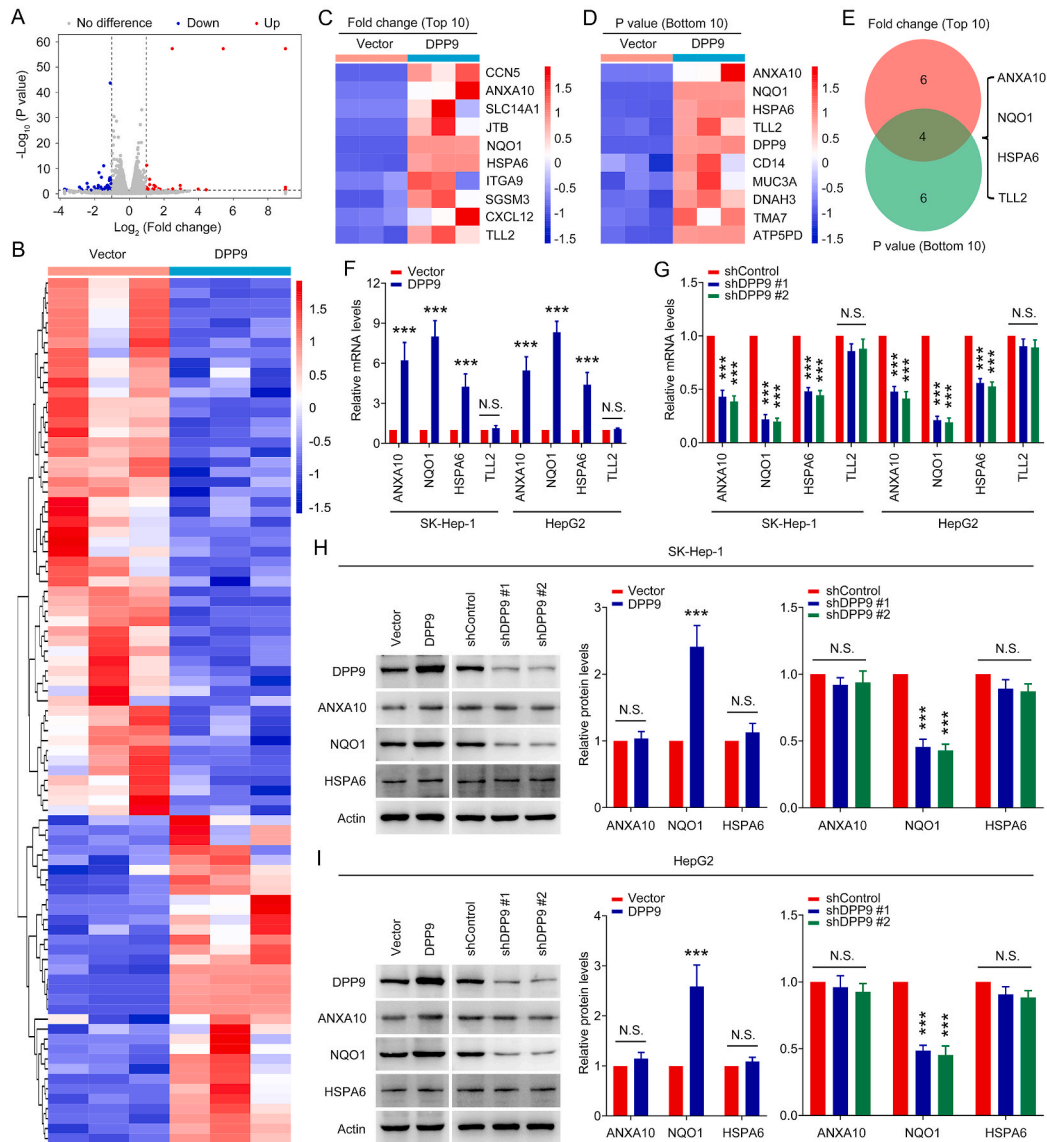 A
No difference
Down
Up
60
50
40
30
20
10
0
-Log10 (P value)
-4 -2 0 2 4 6 8
Log2 (Fold change)
B
Vector DPP9
1.5
1
0.5
0
-0.5
-1
-1.5
C
Fold change (Top 10)
Vector DPP9
CCN5
ANXA10
SLC14A1
JTB
NQO1
HSPA6
ITGA9
SGSM3
CXCL12
TLL2
1.5
1
0.5
0
-0.5
-1
D
P value (Bottom 10)
Vector DPP9
ANXA10
NQO1
HSPA6
TLL2
DPP9
CD14
MUC3A
DNAH3
TMA7
ATP5PD
1.5
1
0.5
0
-0.5
-1
E
Fold change (Top 10)
6
4
6
P value (Bottom 10)
ANXA10
NQO1
HSPA6
TLL2
F
Vector
DPP9
Relative mRNA levels
12
9
6
3
0
*** *** *** N.S. *** *** *** N.S.
ANXA10 NQO1 HSPA6 TLL2 ANXA10 NQO1 HSPA6 TLL2
SK-Hep-1 HepG2
G
shControl
shDPP9 #1
shDPP9 #2
Relative mRNA levels
1.5
1.0
0.5
0.0
*** *** *** *** *** *** N.S. *** *** *** *** *** *** N.S.
ANXA10 NQO1 HSPA6 TLL2 ANXA10 NQO1 HSPA6 TLL2
SK-Hep-1 HepG2
H
SK-Hep-1
Vector DPP9 shControl shDPP9 #1 shDPP9 #2
DPP9
ANXA10
NQO1
HSPA6
Actin
Vector
DPP9
Relative protein levels
3
2
1
0
N.S. *** N.S.
ANXA10 NQO1 HSPA6
shControl
shDPP9 #1
shDPP9 #2
1.5
1.0
0.5
0.0
N.S. *** *** N.S.
ANXA10 NQO1 HSPA6
I
HepG2
Vector DPP9 shControl shDPP9 #1 shDPP9 #2
DPP9
ANXA10
NQO1
HSPA6
Actin
Vector
DPP9
Relative protein levels
4
3
2
1
0
N.S. *** N.S.
ANXA10 NQO1 HSPA6
shControl
shDPP9 #1
shDPP9 #2
1.5
1.0
0.5
0.0
N.S. *** *** N.S.
ANXA10 NQO1 HSPA6